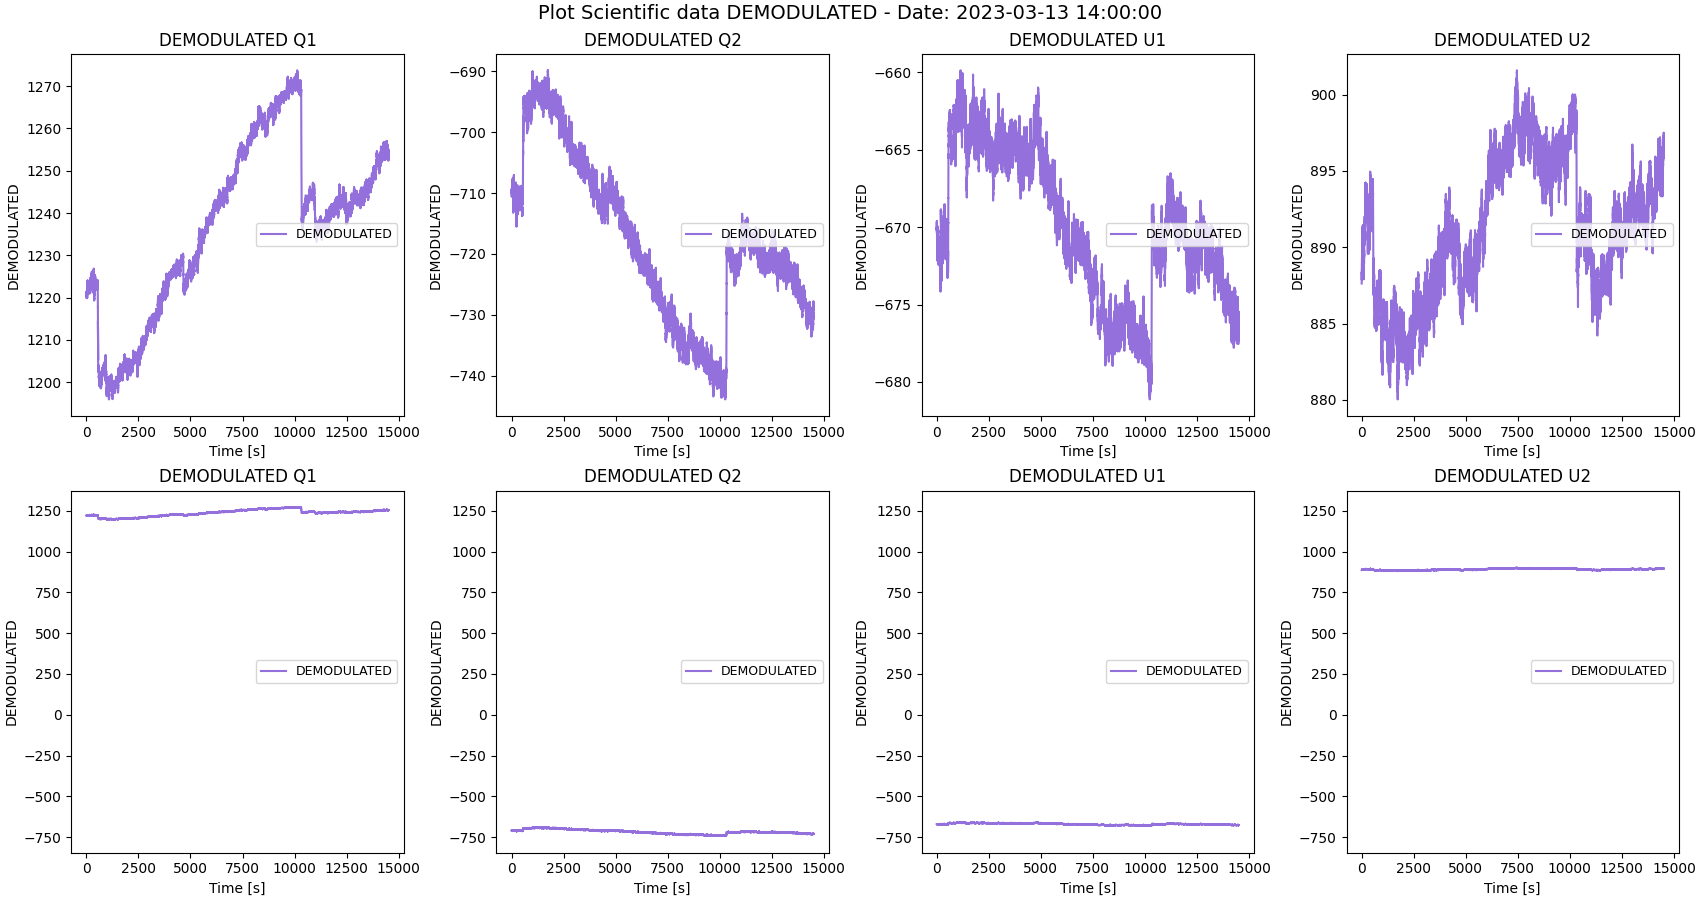 Plot Scientific data DEMODULATED - Date: 2023-03-13 14:00:00
DEMODULATED Q1
DEMODULATED
1270
1260
1250
1240
1230
1220
1210
1200
DEMODULATED
0 2500 5000 7500 10000 12500 15000
Time [s]
DEMODULATED Q2
DEMODULATED
−690
−700
−710
−720
−730
−740
DEMODULATED
0 2500 5000 7500 10000 12500 15000
Time [s]
DEMODULATED U1
DEMODULATED
−660
−665
−670
−675
−680
DEMODULATED
0 2500 5000 7500 10000 12500 15000
Time [s]
DEMODULATED U2
DEMODULATED
900
895
890
885
880
DEMODULATED
0 2500 5000 7500 10000 12500 15000
Time [s]
DEMODULATED Q1
DEMODULATED
1250
1000
750
500
250
0
−250
−500
−750
DEMODULATED
0 2500 5000 7500 10000 12500 15000
Time [s]
DEMODULATED Q2
DEMODULATED
1250
1000
750
500
250
0
−250
−500
−750
DEMODULATED
0 2500 5000 7500 10000 12500 15000
Time [s]
DEMODULATED U1
DEMODULATED
1250
1000
750
500
250
0
−250
−500
−750
DEMODULATED
0 2500 5000 7500 10000 12500 15000
Time [s]
DEMODULATED U2
DEMODULATED
1250
1000
750
500
250
0
−250
−500
−750
DEMODULATED
0 2500 5000 7500 10000 12500 15000
Time [s]